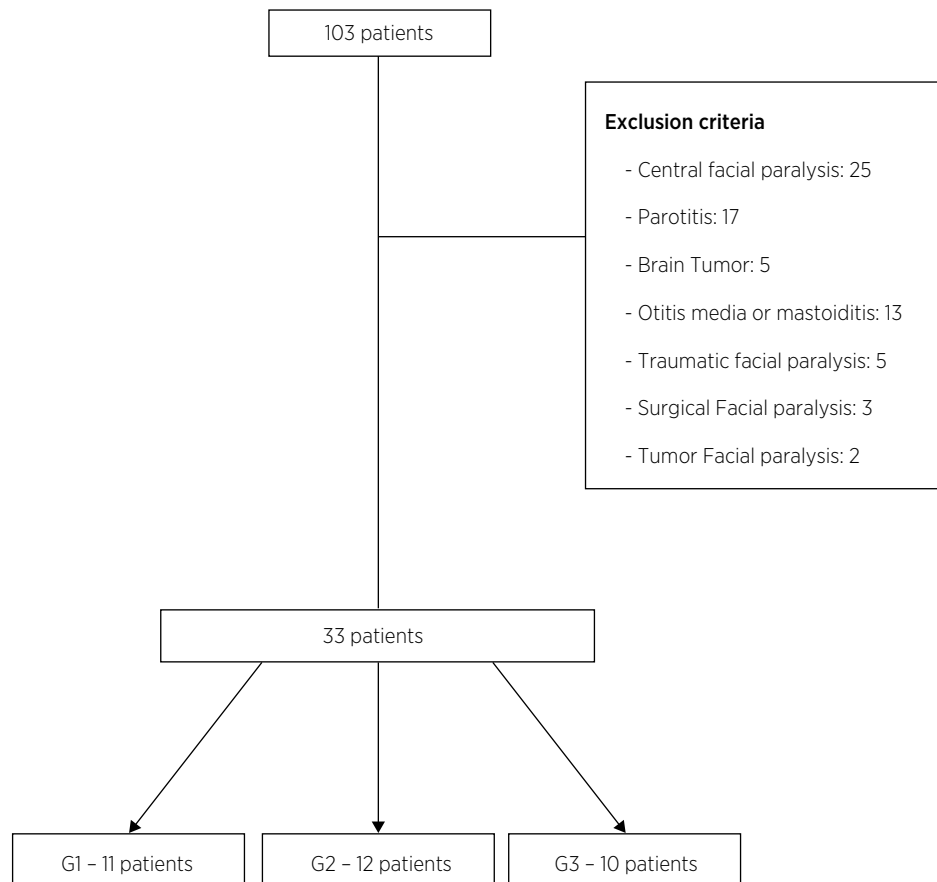 103 patients
Exclusion criteria
- Central facial paralysis: 25
- Parotitis: 17
- Brain Tumor: 5
- Otitis media or mastoiditis: 13
- Traumatic facial paralysis: 5
- Surgical Facial paralysis: 3
- Tumor Facial paralysis: 2
33 patients
G1 – 11 patients
G2 – 12 patients
G3 – 10 patients